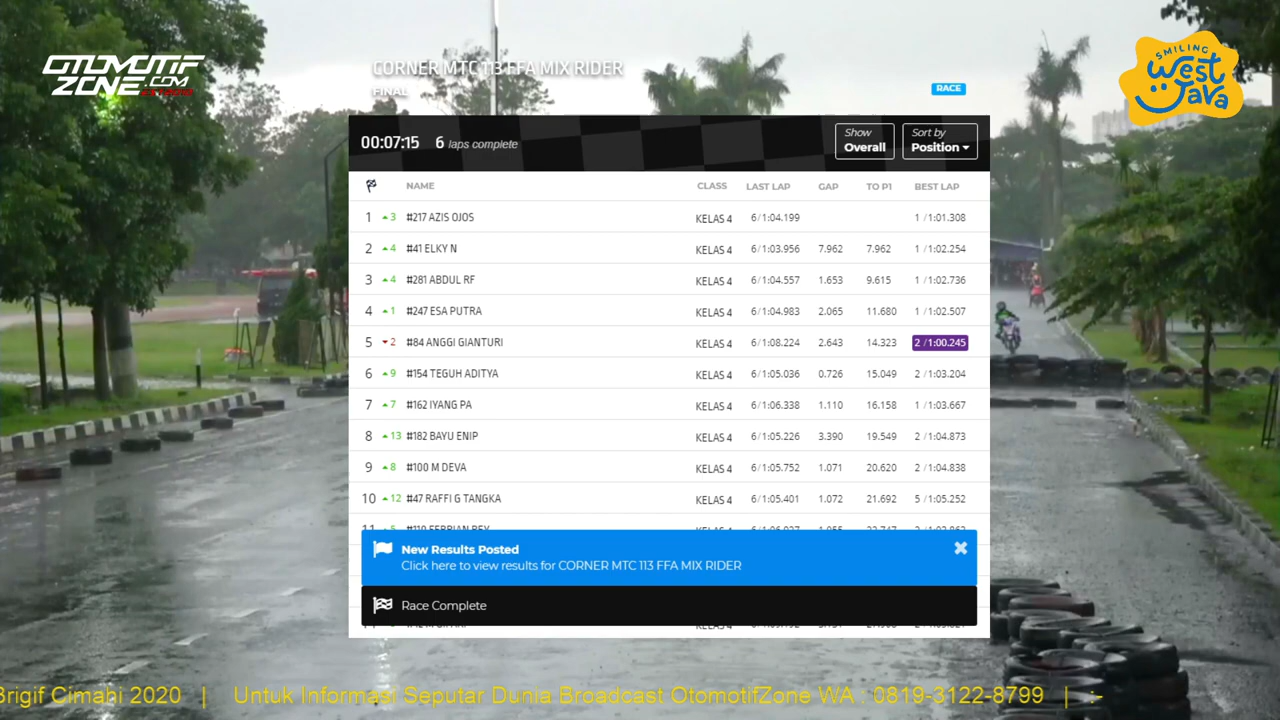 OTOMOTIF
ZONE.COM
CORNER MTC 113 FFA MIX RIDER
FINAL
RACE
SMILING
West
Java
00:07:15 6 laps complete
Show
Overall
Sort by
Position
NAME CLASS LAST LAP GAP TO P1 BEST LAP
1 3 #217 AZIS OJOS KELAS 4 6/1:04.199 1 /1:01.308
2 4 #41 ELKY N KELAS 4 6/1:03.956 7.962 7.962 1 /1:02.254
3 4 #281 ABDUL RF KELAS 4 6/1:04.557 1.653 9.615 1 /1:02.736
4 1 #247 ESA PUTRA KELAS 4 6/1:04.983 2.065 11.680 1 /1:02.507
5 2 #84 ANGGI GIANTURI KELAS 4 6/1:08.224 2.643 14.323 2 /1:00.245
6 9 #154 TEGUH ADITYA KELAS 4 6/1:05.036 0.726 15.049 2 /1:03.204
7 7 #162 IYANG PA KELAS 4 6/1:06.338 1.110 16.158 1 /1:03.667
8 13 #182 BAYU ENIP KELAS 4 6/1:05.226 3.390 19.549 2 /1:04.873
9 8 #100 M DEVA KELAS 4 6/1:05.752 1.071 20.620 2 /1:04.838
10 12 #47 RAFFI G TANGKA KELAS 4 6/1:05.401 1.072 21.692 5 /1:05.252
New Results Posted
Click here to view results for CORNER MTC 113 FFA MIX RIDER
Race Complete
Brigif Cimahi 2020 | Untuk Informasi Seputar Dunia Broadcast OtomotifZone WA : 0819-3122-8799 | :-